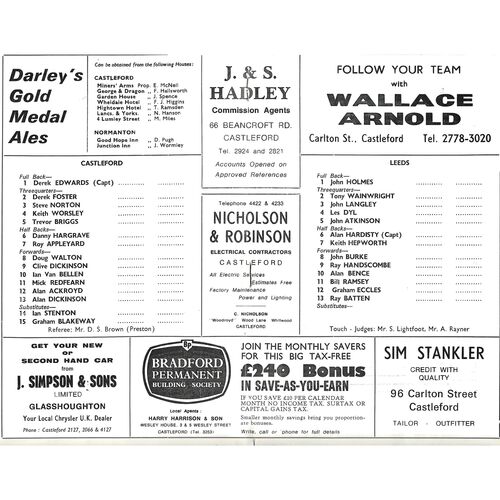 Darley's
Gold
Medal
Ales
Can be obtained from the following Houses:
CASTLEFORD
Miners' Arms Prop. E. McNeil
George & Dragon ,, F. Hallsworth
Garden House ,, J. Spence
Wheldale Hotel ,, F. J. Higgins
Hightown Hotel ,, T. Ramsden
Lancs. & Yorks. ,, N. Hanson
4 Lumley Street ,, M. Miles
NORMANTON
Good Hope Inn ,, D. Pugh
Junction Inn ,, J. Wormley
J. & S.
HADLEY
Commission Agents
66 BEANCROFT RD.
CASTLEFORD
Tel. 2924 and 2821
Accounts Opened on
Approved References
FOLLOW YOUR TEAM
with
WALLACE
ARNOLD
Carlton St., Castleford Tel. 2778-3020
CASTLEFORD
Full Back—
1 Derek EDWARDS (Capt)
Threequarters—
2 Derek FOSTER
3 Steve NORTON
4 Keith WORSLEY
5 Trevor BRIGGS
Half Backs—
6 Danny HARGRAVE
7 Roy APPLEYARD
Forwards—
8 Doug WALTON
9 Clive DICKINSON
10 Ian Van BELLEN
11 Mick REDFEARN
12 Alan ACKROYD
13 Alan DICKINSON
Substitutes—
14 Ian STENTON
15 Graham BLAKEWAY
Referee: Mr. D. S. Brown (Preston)
Telephone 4422 & 4233
NICHOLSON
& ROBINSON
ELECTRICAL CONTRACTORS
CASTLEFORD
All Electric Services
Estimates Free
Factory Maintenance
Power and Lighting
C. NICHOLSON
'Woodroyd' Wood Lane Whitwood
CASTLEFORD
LEEDS
Full Back—
1 John HOLMES
Threequarters—
2 Tony WAINWRIGHT
3 John LANGLEY
4 Les DYL
5 John ATKINSON
Half Backs—
6 Alan HARDISTY (Capt)
7 Keith HEPWORTH
Forwards—
8 John BURKE
9 Ray HANDSCOMBE
10 Alan BENCE
11 Bill RAMSEY
12 Graham ECCLES
13 Ray BATTEN
Substitutes—
Touch - Judges: Mr. S. Lightfoot, Mr. A. Rayner
GET YOUR NEW
or
SECOND HAND CAR
from
J. SIMPSON & SONS
LIMITED
GLASSHOUGHTON
Your Local Chrysler U.K. Dealer
Phone : Castleford 2127, 2066 & 4127
Bp
BRADFORD
PERMANENT
BUILDING SOCIETY
Local Agents :
HARRY HARRISON & SON
WESLEY HOUSE, 3 & 5 WESLEY STREET
CASTLEFORD (Tel. 3253)
JOIN THE MONTHLY SAVERS
FOR THIS BIG TAX-FREE
£240 Bonus
IN SAVE-AS-YOU-EARN
IF YOU SAVE £10 PER CALENDAR
MONTH NO INCOME TAX, SURTAX OR
CAPITAL GAINS TAX.
Smaller monthly savings bring you proportion-
ate bonuses.
Write, call or phone for full details
SIM STANKLER
CREDIT WITH
QUALITY
96 Carlton Street
Castleford
TAILOR - OUTFITTER